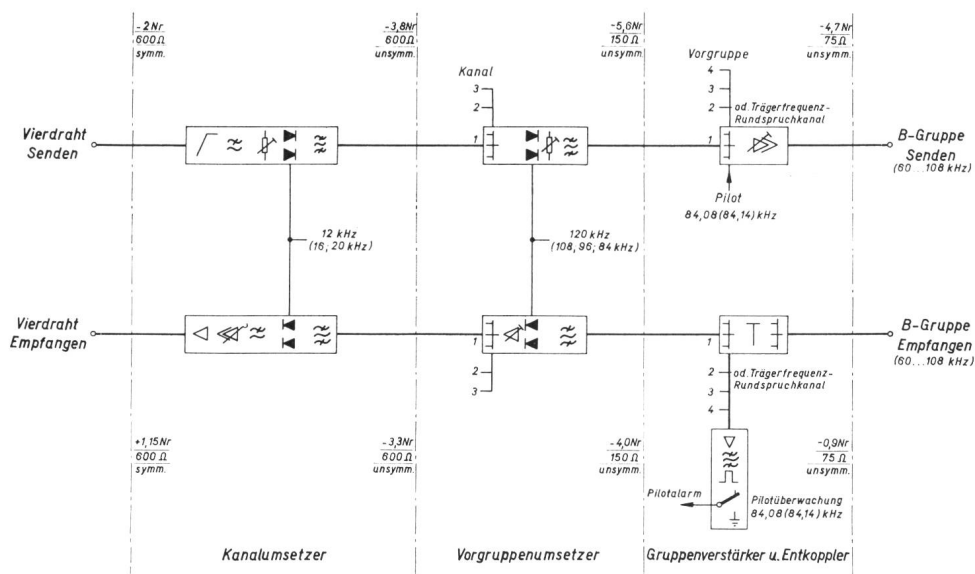 -2Nr
600Ω
symm.
-3,8Nr
600Ω
unsymm.
-5,6Nr
150Ω
unsymm.
-4,7Nr
75Ω
unsymm.
Kanal
3
2
1
Vorgruppe
4
3
2
od. Trägerfrequenz-
Rundspruchkanal
1
Vierdraht
Senden
B-Gruppe
Senden
(60...108 kHz)
Pilot
84,08(84,14)kHz
12 kHz
(16; 20 kHz)
120 kHz
(108, 96; 84 kHz)
Vierdraht
Empfangen
1
2
3
1
od. Trägerfrequenz-
Rundspruchkanal
2
3
4
B-Gruppe
Empfangen
(60...108 kHz)
+1,15Nr
600Ω
symm.
-3,3Nr
600Ω
unsymm.
-4,0Nr
150Ω
unsymm.
-0,9Nr
75Ω
unsymm.
Pilotalarm
Pilotüberwachung
84,08(84,14)kHz
Kanalumsetzer
Vorgruppenumsetzer
Gruppenverstärker u. Entkoppler